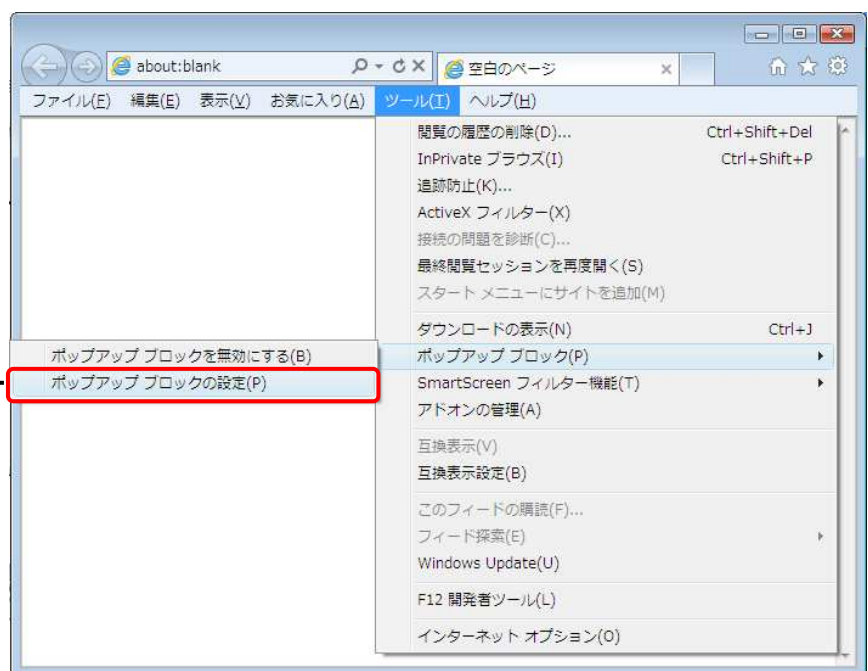 about:blank
空白のページ
ファイル(F) 編集(E) 表示(V) お気に入り(A) ツール(T) ヘルプ(H)
閲覧の履歴の削除(D)... Ctrl+Shift+Del
InPrivate ブラウズ(I) Ctrl+Shift+P
追跡防止(K)...
ActiveX フィルター(X)
接続の問題を診断(C)...
最終閲覧セッションを再度開く(S)
スタート メニューにサイトを追加(M)
ダウンロードの表示(N) Ctrl+J
ポップアップ ブロック(P)
ポップアップ ブロックを無効にする(B)
ポップアップ ブロックの設定(P)
SmartScreen フィルター機能(T)
アドオンの管理(A)
互換表示(V)
互換表示設定(B)
このフィードの購読(F)...
フィード探索(E)
Windows Update(U)
F12 開発者ツール(L)
インターネット オプション(O)